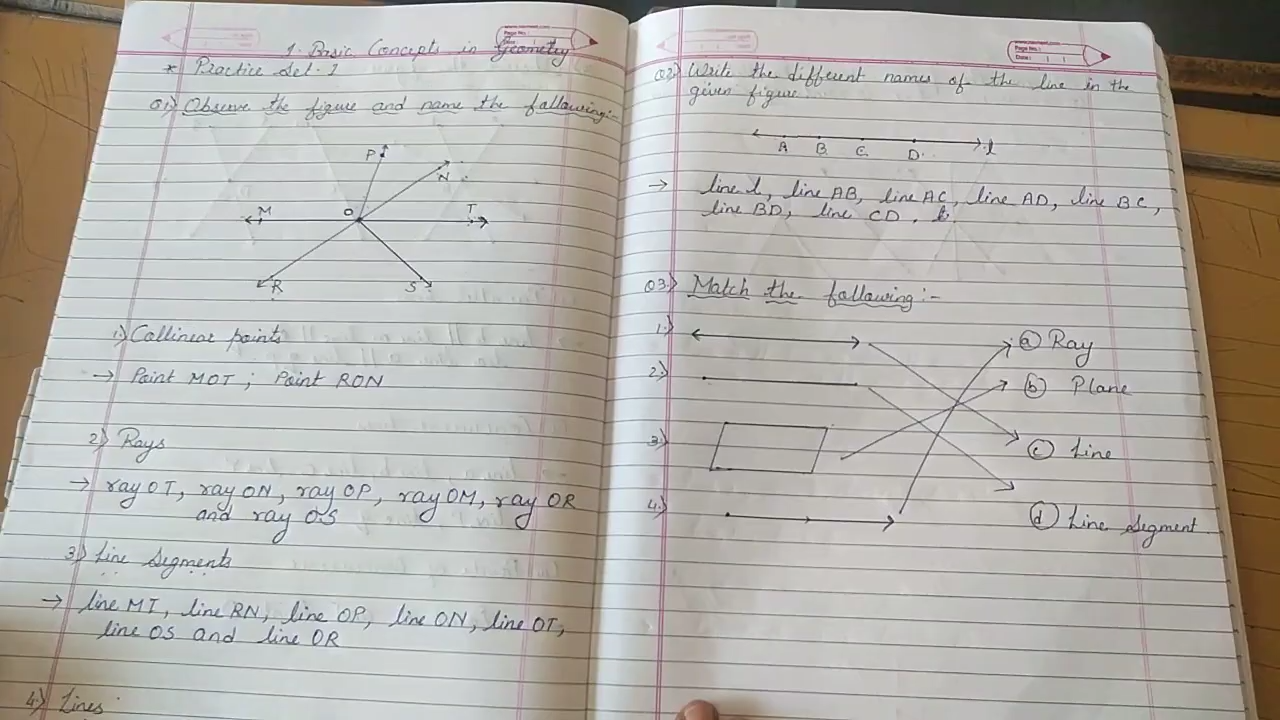 1. Basic Concepts in Geometry
* Practice Set. 1
Q1) Observe the figure and name the fallawing:-
P
N
M
O
T
R
S
1) Collinear points
→ Point MOT ; Point RON
2) Rays
→ ray OT, ray ON, ray OP, ray OM, ray OR
and ray OS
3) Line Segments
→ line MT, line RN, line OP, line ON, line OT,
line OS and line OR
4) Lines
Page No.:
Date:
Q2) Write the different names of the line in the
given figure.
A B C D l
→ line l, line AB, line AC, line AD, line BC,
line BD, line CD,
Q3) Match the following :-
1)
a Ray
2)
b Plane
3)
c Line
4)
d Line Segment